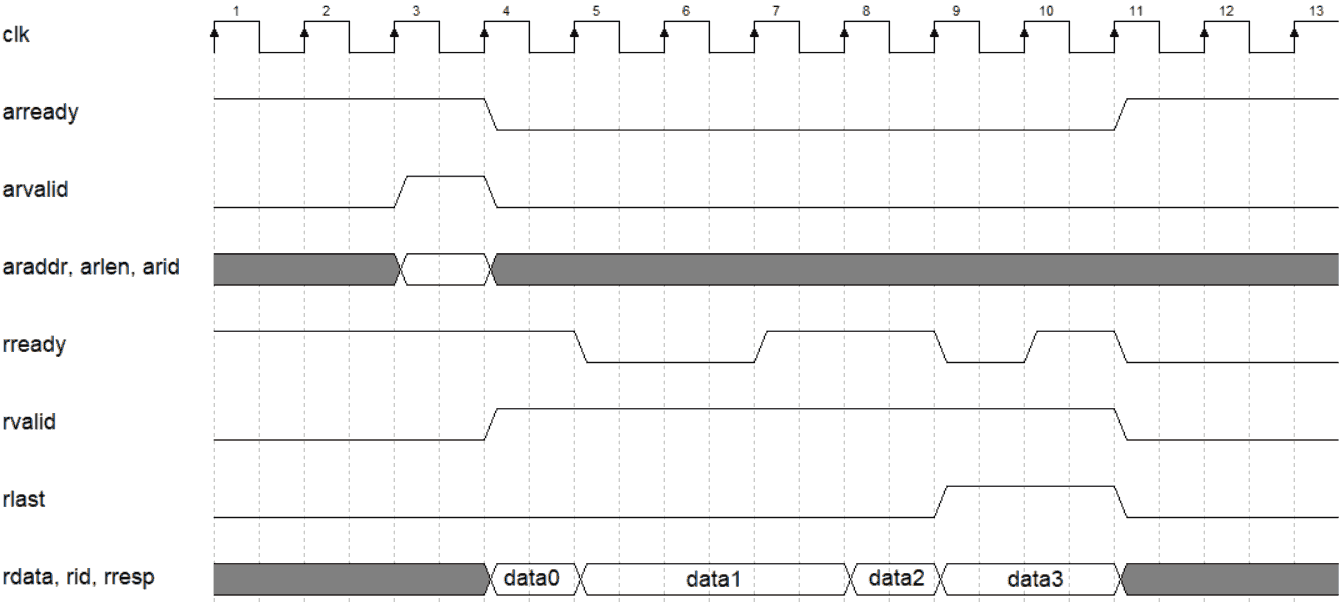 1 2 3 4 5 6 7 8 9 10 11 12 13
clk
arready
arvalid
araddr, arlen, arid
rready
rvalid
rlast
rdata, rid, rresp data0 data1 data2 data3